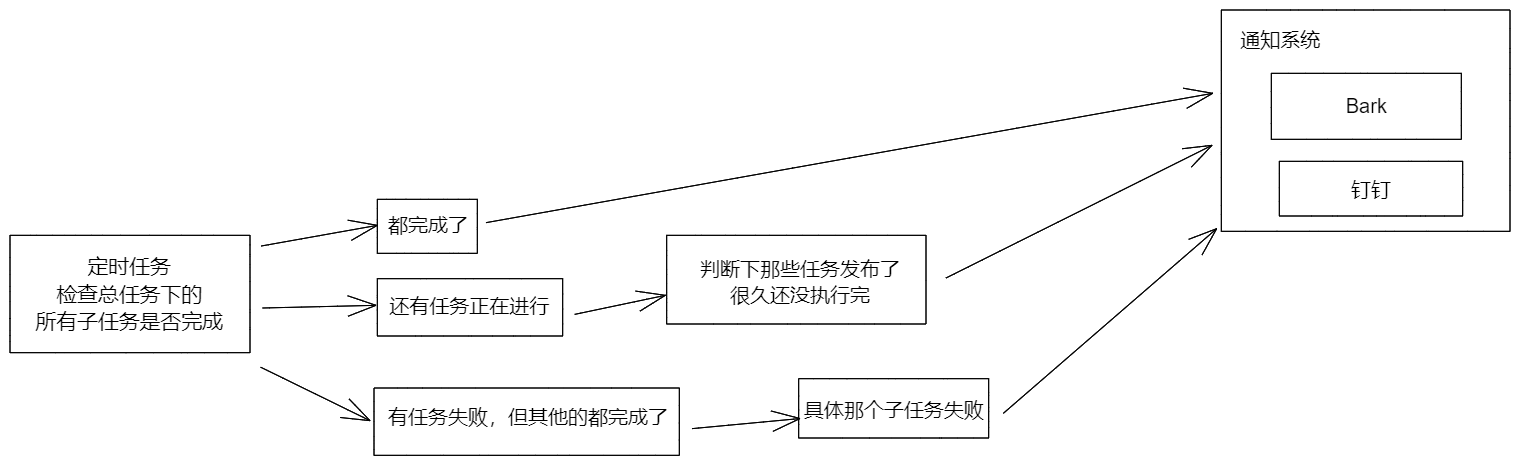 通知系统
Bark
钉钉
都完成了
定时任务
检查总任务下的
所有子任务是否完成
还有任务正在进行
判断下那些任务发布了
很久还没执行完
有任务失败，但其他的都完成了
具体那个子任务失败